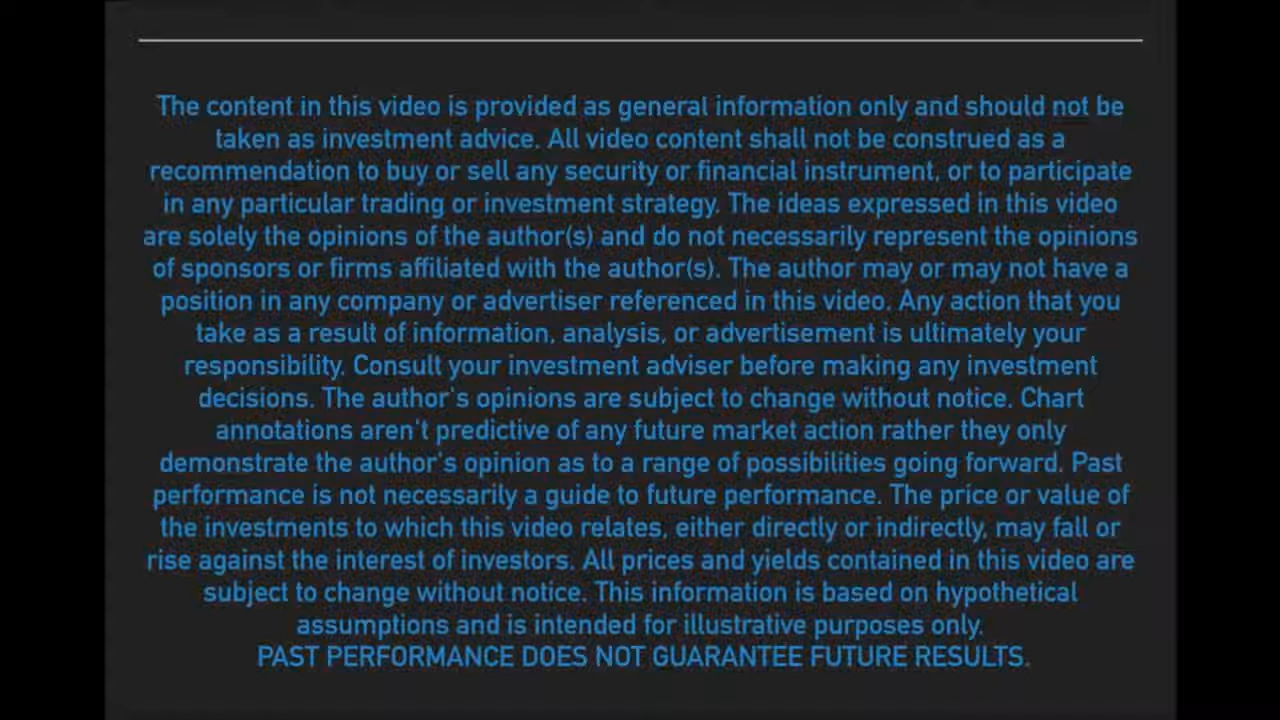 The content in this video is provided as general information only and should not be
taken as investment advice. All video content shall not be construed as a
recommendation to buy or sell any security or financial instrument, or to participate
in any particular trading or investment strategy. The ideas expressed in this video
are solely the opinions of the author(s) and do not necessarily represent the opinions
of sponsors or firms affiliated with the author(s). The author may or may not have a
position in any company or advertiser referenced in this video. Any action that you
take as a result of information, analysis, or advertisement is ultimately your
responsibility. Consult your investment adviser before making any investment
decisions. The author's opinions are subject to change without notice. Chart
annotations aren't predictive of any future market action rather they only
demonstrate the author's opinion as to a range of possibilities going forward. Past
performance is not necessarily a guide to future performance. The price or value of
the investments to which this video relates, either directly or indirectly, may fall or
rise against the interest of investors. All prices and yields contained in this video are
subject to change without notice. This information is based on hypothetical
assumptions and is intended for illustrative purposes only.
PAST PERFORMANCE DOES NOT GUARANTEE FUTURE RESULTS.